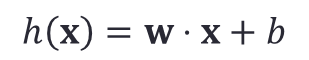 h(x) = w · x + b